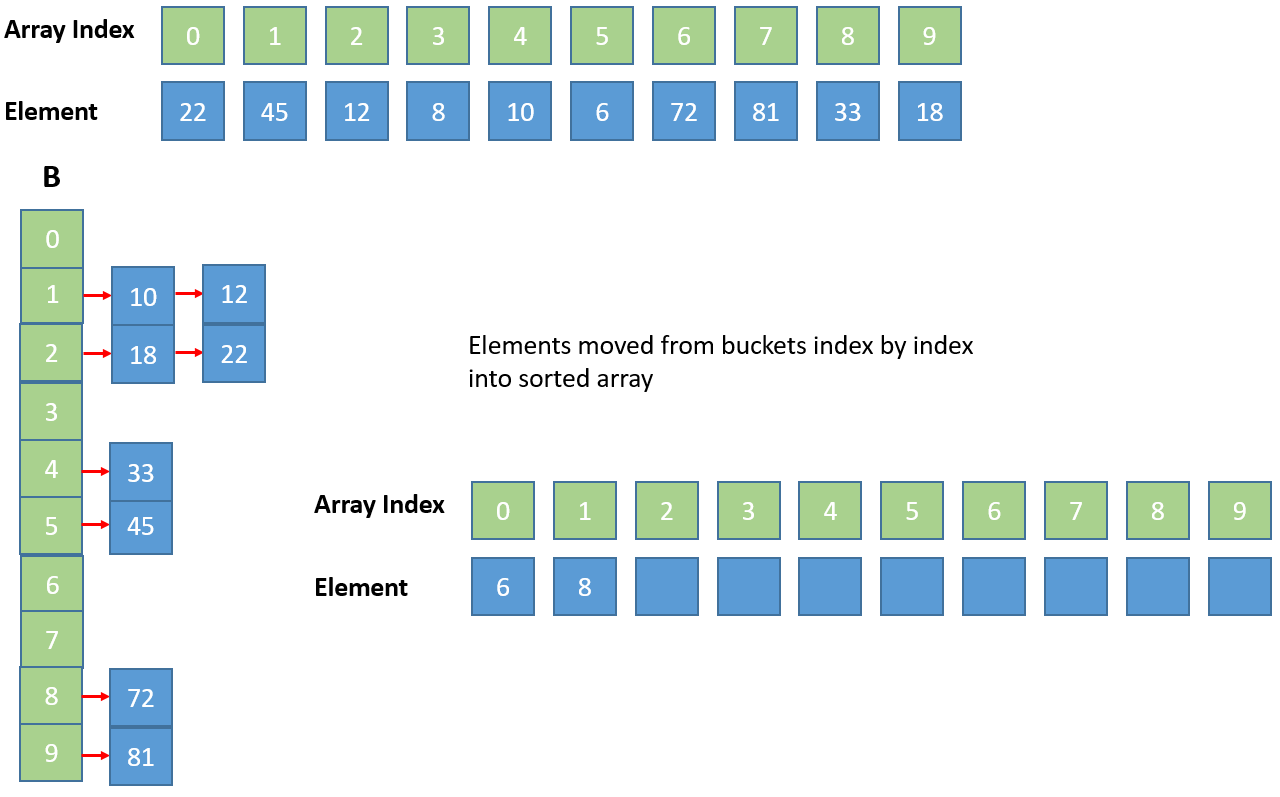 Array Index 0 1 2 3 4 5 6 7 8 9
Element 22 45 12 8 10 6 72 81 33 18
B
0
1 10 12
2 18 22
3
4 33
5 45
6
7
8 72
9 81
Elements moved from buckets index by index
into sorted array
Array Index 0 1 2 3 4 5 6 7 8 9
Element 6 8